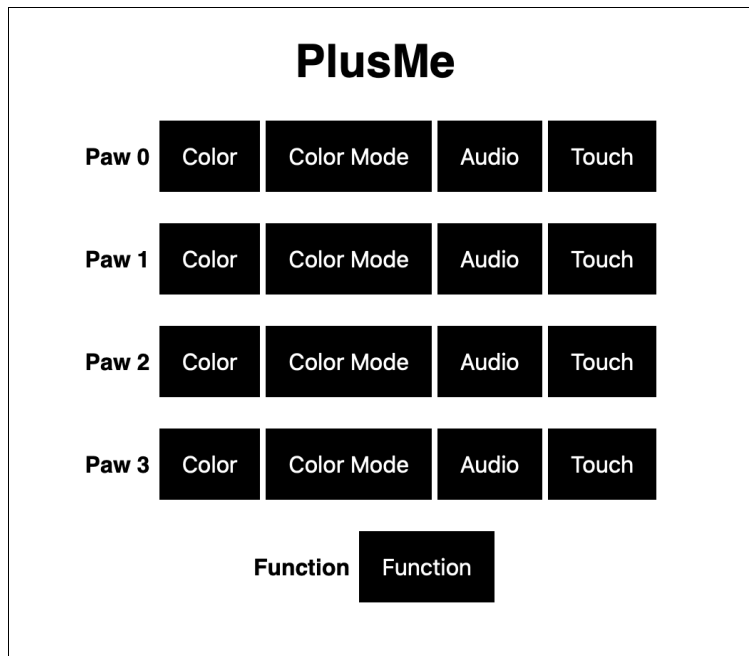 PlusMe
Paw 0 Color Color Mode Audio Touch
Paw 1 Color Color Mode Audio Touch
Paw 2 Color Color Mode Audio Touch
Paw 3 Color Color Mode Audio Touch
Function Function